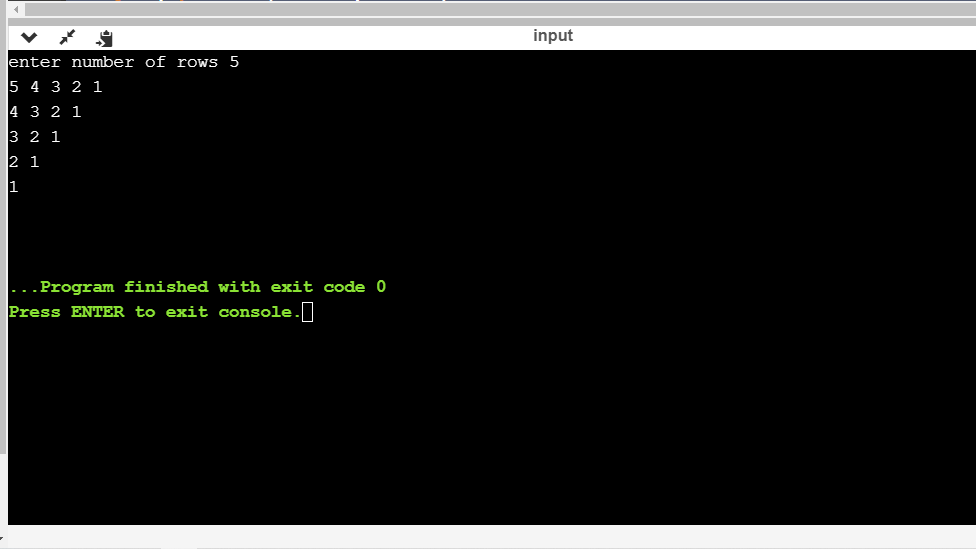 input
enter number of rows 5
5 4 3 2 1
4 3 2 1
3 2 1
2 1
1
...Program finished with exit code 0
Press ENTER to exit console.